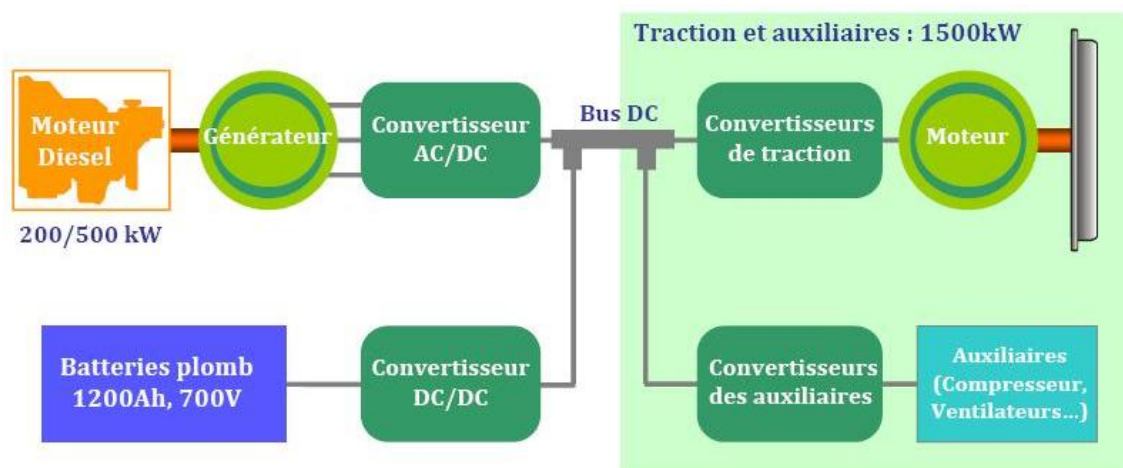 Traction et auxiliaires : 1500kW
Moteur
Diesel
Générateur
Convertisseur
AC/DC
Bus DC
Convertisseurs
de traction
Moteur
200/500 kW
Batteries plomb
1200Ah, 700V
Convertisseur
DC/DC
Convertisseurs
des auxiliaires
Auxiliaires
(Compresseur,
Ventilateurs...)